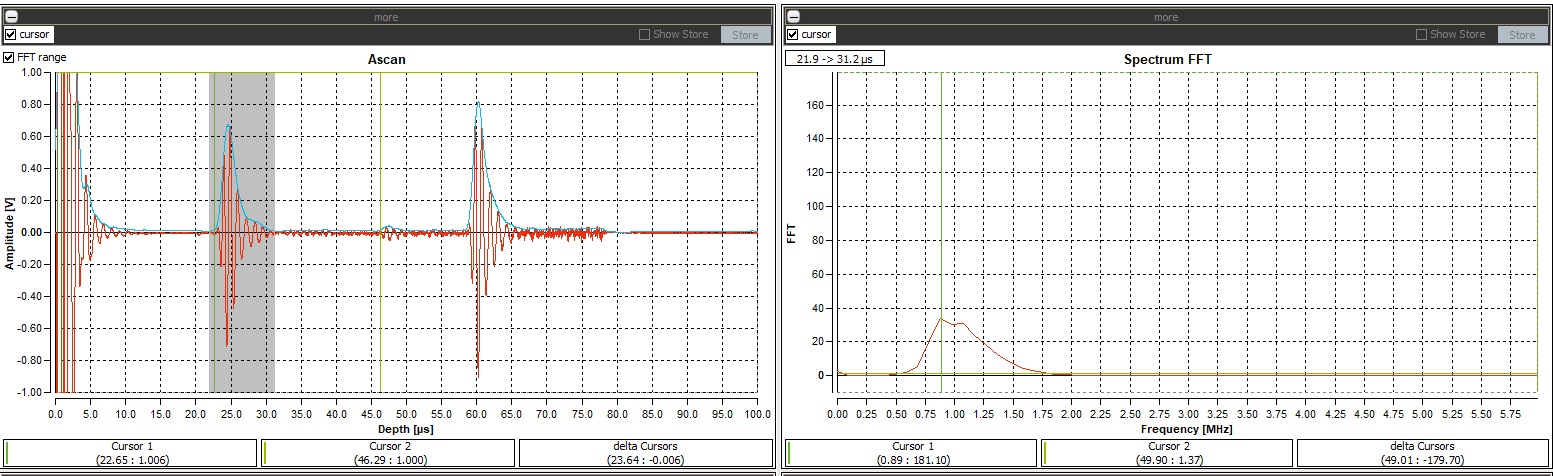 more
cursor
Show Store
Store
FFT range
Ascan
1.00
0.80
0.60
0.40
0.20
0.00
-0.20
-0.40
-0.60
-0.80
-1.00
Amplitude [V]
0.0 5.0 10.0 15.0 20.0 25.0 30.0 35.0 40.0 45.0 50.0 55.0 60.0 65.0 70.0 75.0 80.0 85.0 90.0 95.0 100.0
Depth [µs]
Cursor 1
(22.65 : 1.006)
Cursor 2
(46.29 : 1.000)
delta Cursors
(23.64 : -0.006)
more
cursor
Show Store
Store
21.9 -> 31.2 µs
Spectrum FFT
160
140
120
100
80
60
40
20
0
FFT
0.00 0.25 0.50 0.75 1.00 1.25 1.50 1.75 2.00 2.25 2.50 2.75 3.00 3.25 3.50 3.75 4.00 4.25 4.50 4.75 5.00 5.25 5.50 5.75
Frequency [MHz]
Cursor 1
(0.89 : 181.10)
Cursor 2
(49.90 : 1.37)
delta Cursors
(49.01 : -179.70)